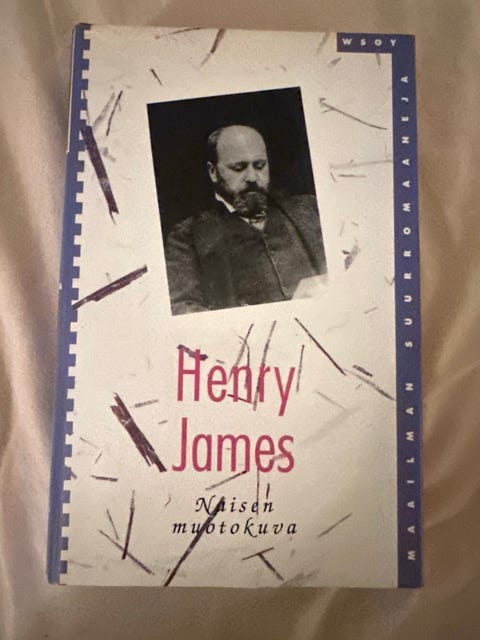 WSOY
MAAILMAN SUURROMAANEJA
Henry
James
Naisen
muotokuva